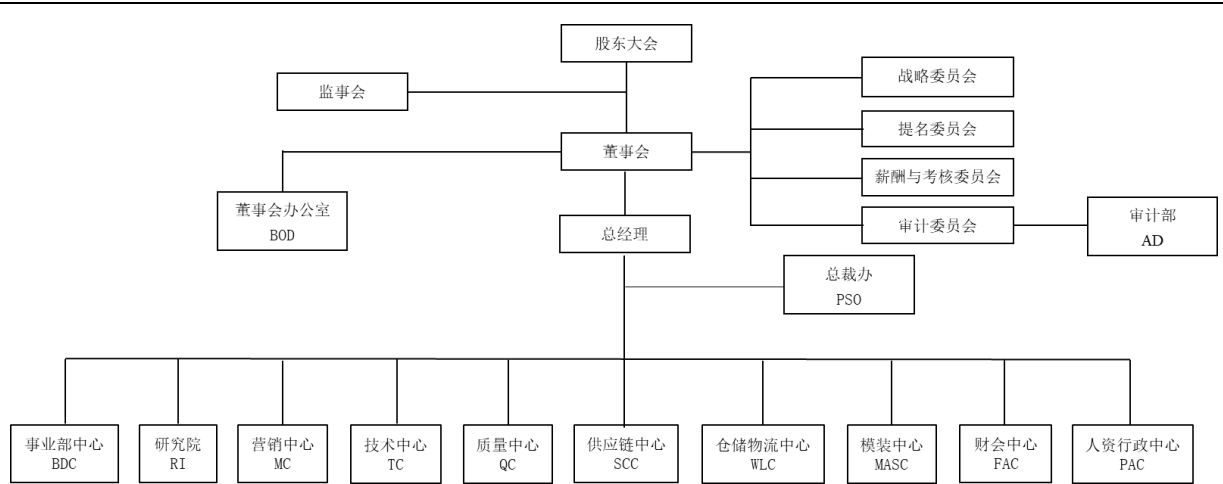 股东大会
监事会
战略委员会
提名委员会
董事会
薪酬与考核委员会
董事会办公室
BOD
总经理
审计委员会
审计部
AD
总裁办
PSO
事业部中心
BDC
研究院
RI
营销中心
MC
技术中心
TC
质量中心
QC
供应链中心
SCC
仓储物流中心
WLC
模装中心
MASC
财会中心
FAC
人资行政中心
PAC